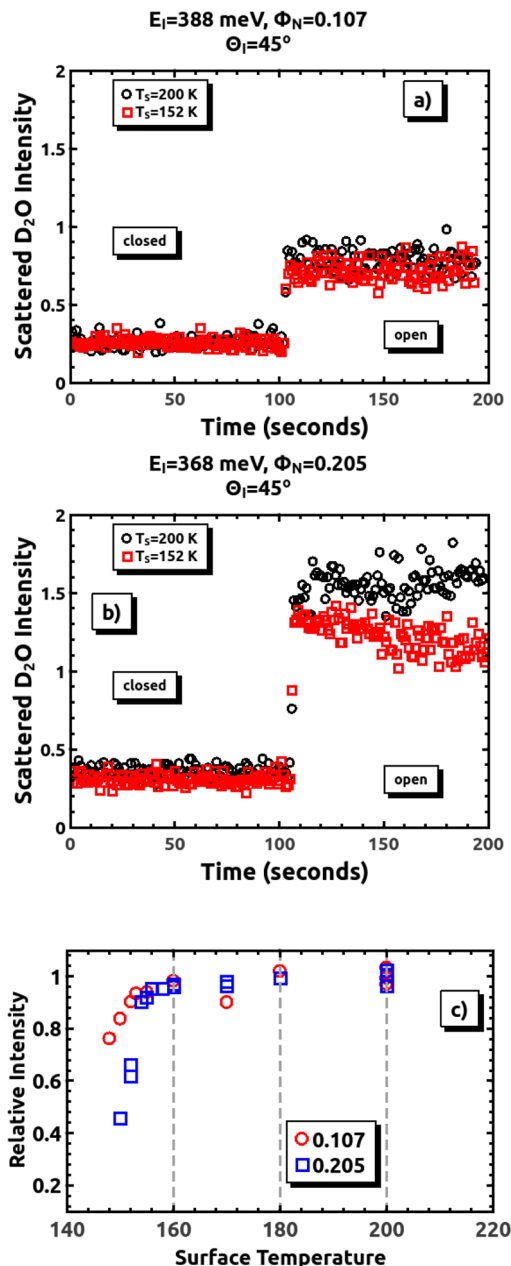 E_I=388 meV, Φ_N=0.107
Θ_I=45°
2
1.5
1
0.5
0
Scattered D₂O Intensity
T_S=200 K
T_S=152 K
a)
closed
open
0 50 100 150 200
Time (seconds)
E_I=368 meV, Φ_N=0.205
Θ_I=45°
2
1.5
1
0.5
0
Scattered D₂O Intensity
T_S=200 K
T_S=152 K
b)
closed
open
0 50 100 150 200
Time (seconds)
1
0.8
0.6
0.4
0.2
Relative Intensity
c)
0.107
0.205
140 160 180 200 220
Surface Temperature